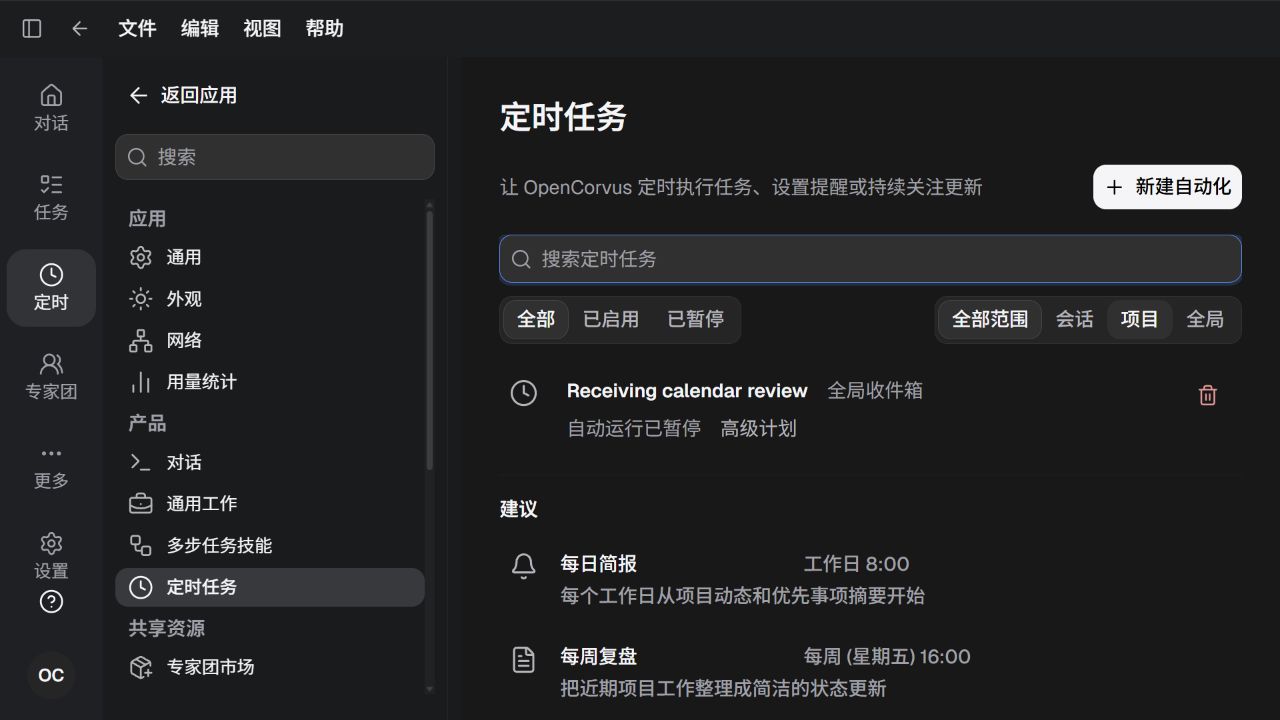 文件 编辑 视图 帮助
对话
任务
定时
专家团
更多
设置
OC
返回应用
搜索
应用
通用
外观
网络
用量统计
产品
对话
通用工作
多步任务技能
定时任务
共享资源
专家团市场
定时任务
让 OpenCorvus 定时执行任务、设置提醒或持续关注更新
新建自动化
搜索定时任务
全部 已启用 已暂停
全部范围 会话 项目 全局
Receiving calendar review 全局收件箱
自动运行已暂停 高级计划
建议
每日简报 工作日 8:00
每个工作日从项目动态和优先事项摘要开始
每周复盘 每周 (星期五) 16:00
把近期项目工作整理成简洁的状态更新